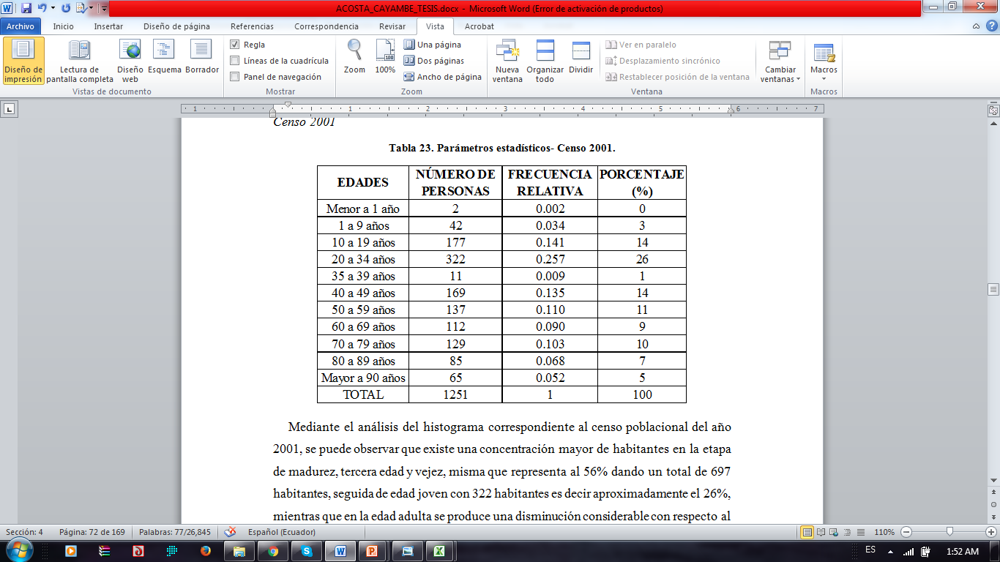 ACOSTA_CAYAMBE_TESIS.docx - Microsoft Word (Error de activación de productos)
Archivo Inicio Insertar Diseño de página Referencias Correspondencia Revisar Vista Acrobat
Diseño de impresión
Lectura de pantalla completa
Diseño web
Esquema
Borrador
Vistas de documento
Regla
Líneas de la cuadrícula
Panel de navegación
Mostrar
Zoom
100%
Una página
Dos páginas
Ancho de página
Zoom
Nueva ventana
Organizar todo
Dividir
Ver en paralelo
Desplazamiento sincrónico
Restablecer posición de la ventana
Ventana
Cambiar ventanas
Macros
Macros
1 1 2 3 4 5 6 7
Censo 2001
Tabla 23. Parámetros estadísticos- Censo 2001.
EDADES NÚMERO DE PERSONAS FRECUENCIA RELATIVA PORCENTAJE (%)
Menor a 1 año 2 0.002 0
1 a 9 años 42 0.034 3
10 a 19 años 177 0.141 14
20 a 34 años 322 0.257 26
35 a 39 años 11 0.009 1
40 a 49 años 169 0.135 14
50 a 59 años 137 0.110 11
60 a 69 años 112 0.090 9
70 a 79 años 129 0.103 10
80 a 89 años 85 0.068 7
Mayor a 90 años 65 0.052 5
TOTAL 1251 1 100
Mediante el análisis del histograma correspondiente al censo poblacional del año
2001, se puede observar que existe una concentración mayor de habitantes en la etapa
de madurez, tercera edad y vejez, misma que representa al 56% dando un total de 697
habitantes, seguida de edad joven con 322 habitantes es decir aproximadamente el 26%,
mientras que en la edad adulta se produce una disminución considerable con respecto al
Sección: 4 Página: 72 de 169 Palabras: 77/26,845 Español (Ecuador) 110%
ES 1:52 AM